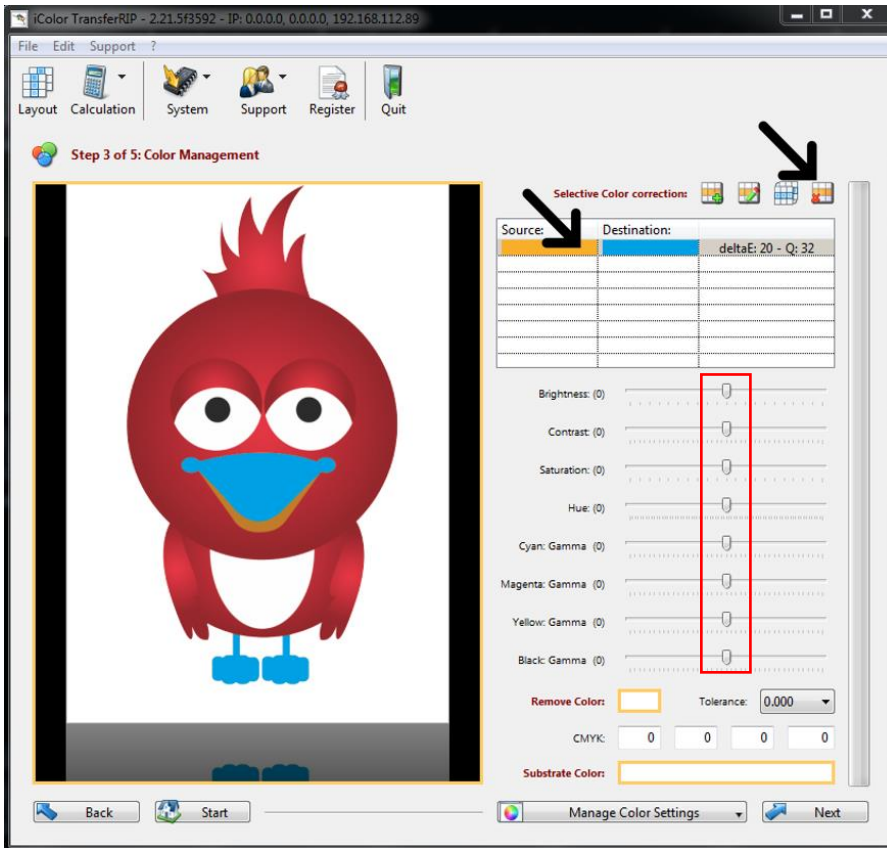 iColor TransferRIP - 2.21.5f3592 - IP: 0.0.0.0, 0.0.0.0, 192.168.112.89
File Edit Support ?
Layout Calculation System Support Register Quit
Step 3 of 5: Color Management
Selective Color correction:
Source: Destination:
deltaE: 20 - Q: 32
Brightness: (0)
Contrast: (0)
Saturation: (0)
Hue: (0)
Cyan: Gamma (0)
Magenta: Gamma (0)
Yellow: Gamma (0)
Black: Gamma (0)
Remove Color: Tolerance: 0.000
CMYK: 0 0 0 0
Substrate Color:
Back Start Manage Color Settings Next